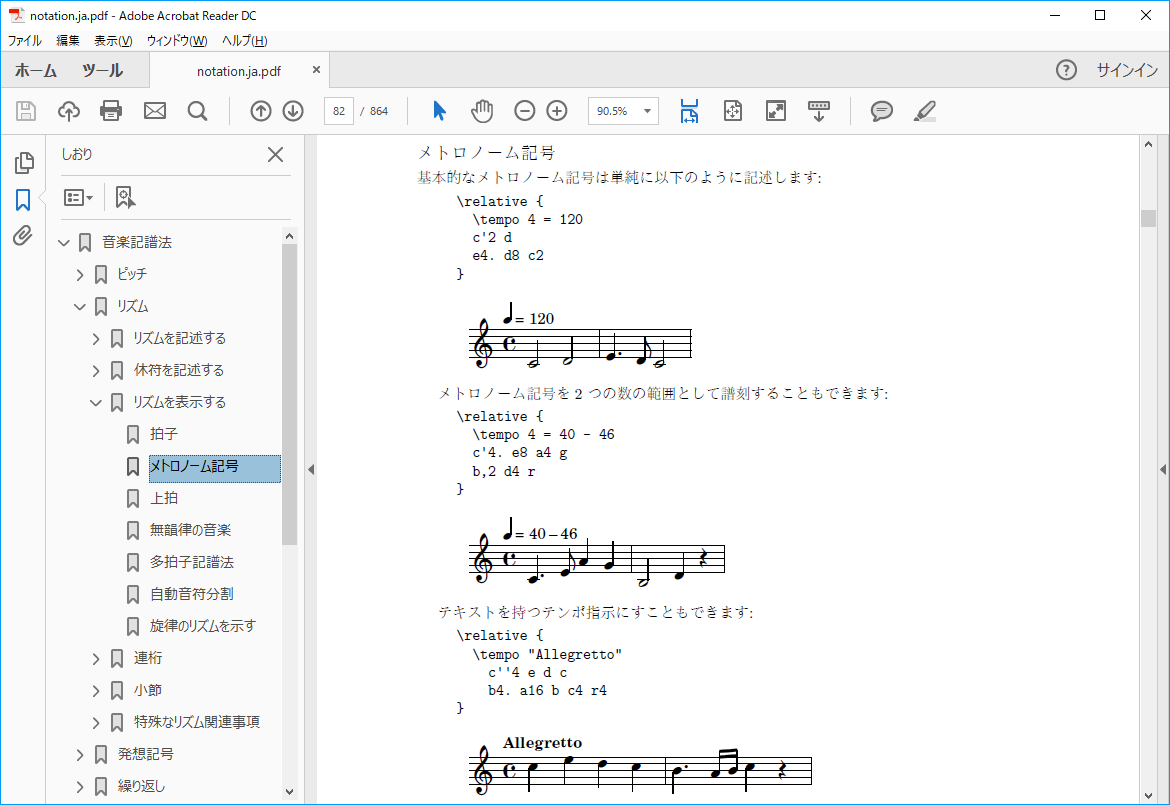 notation.ja.pdf - Adobe Acrobat Reader DC
ファイル 編集 表示(V) ウィンドウ(W) ヘルプ(H)
ホーム ツール notation.ja.pdf × ? サインイン
82 / 864 90.5%
しおり
音楽記譜法
ピッチ
リズム
リズムを記述する
休符を記述する
リズムを表示する
拍子
メトロノーム記号
上拍
無韻律の音楽
多拍子記譜法
自動音符分割
旋律のリズムを示す
連桁
小節
特殊なリズム関連事項
発想記号
繰り返し
メトロノーム記号
基本的なメトロノーム記号は単純に以下のように記述します:
\relative {
\tempo 4 = 120
c'2 d
e4. d8 c2
}
= 120
メトロノーム記号を 2 つの数の範囲として譜刻することもできます:
\relative {
\tempo 4 = 40 - 46
c'4. e8 a4 g
b,2 d4 r
}
= 40 – 46
テキストを持つテンポ指示にすこともできます:
\relative {
\tempo "Allegretto"
c''4 e d c
b4. a16 b c4 r4
}
Allegretto